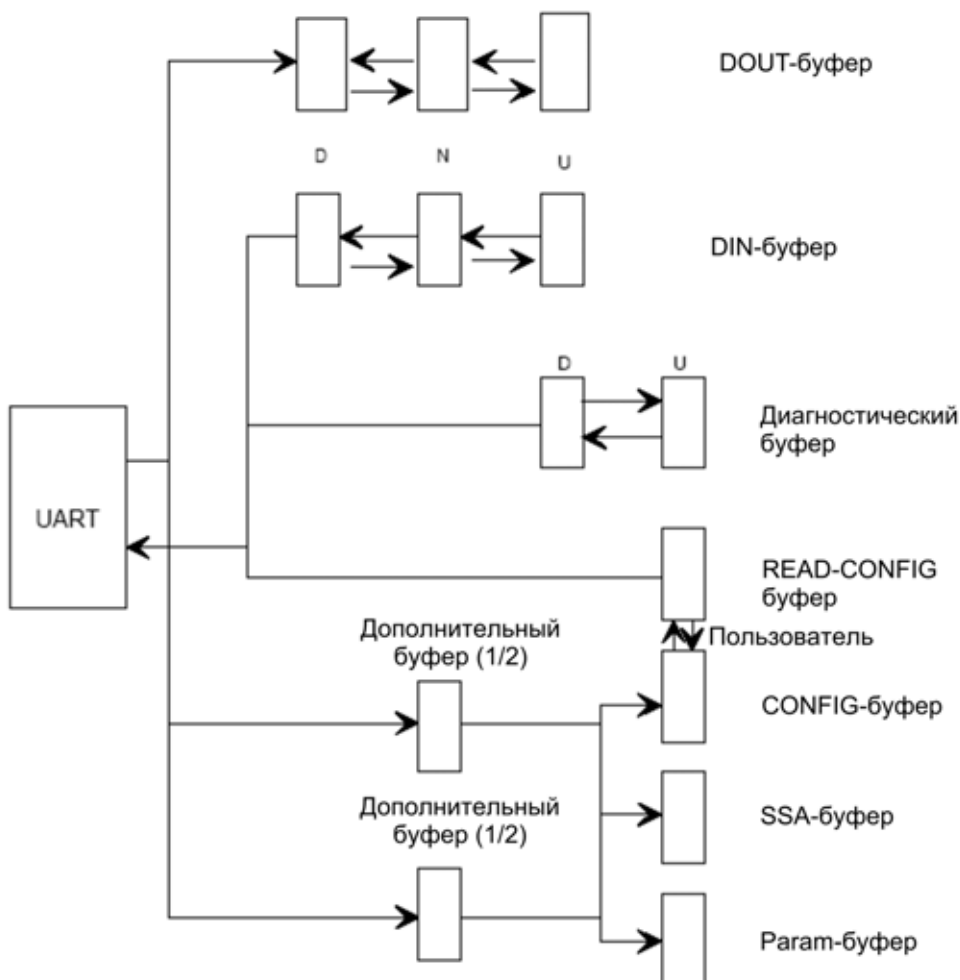 DOUT-буфер
D N U
DIN-буфер
D U
Диагностический
буфер
UART
READ-CONFIG
буфер
Дополнительный
буфер (1/2)
Пользователь
CONFIG-буфер
Дополнительный
буфер (1/2)
SSA-буфер
Param-буфер